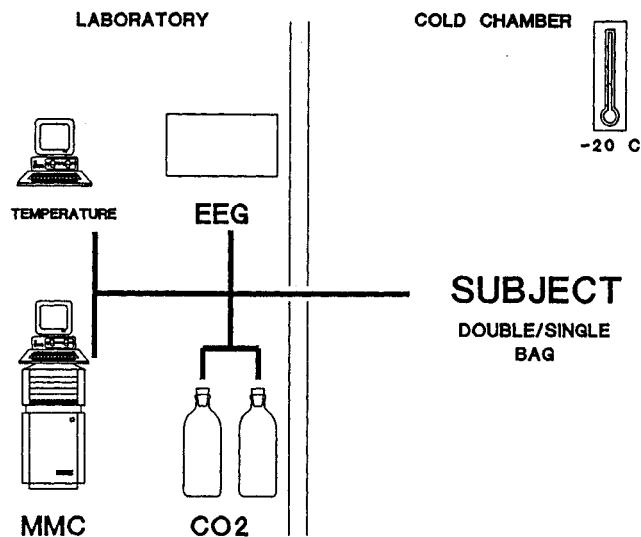 LABORATORY
COLD CHAMBER
-20 C
TEMPERATURE
EEG
SUBJECT
DOUBLE/SINGLE
BAG
MMC
CO2